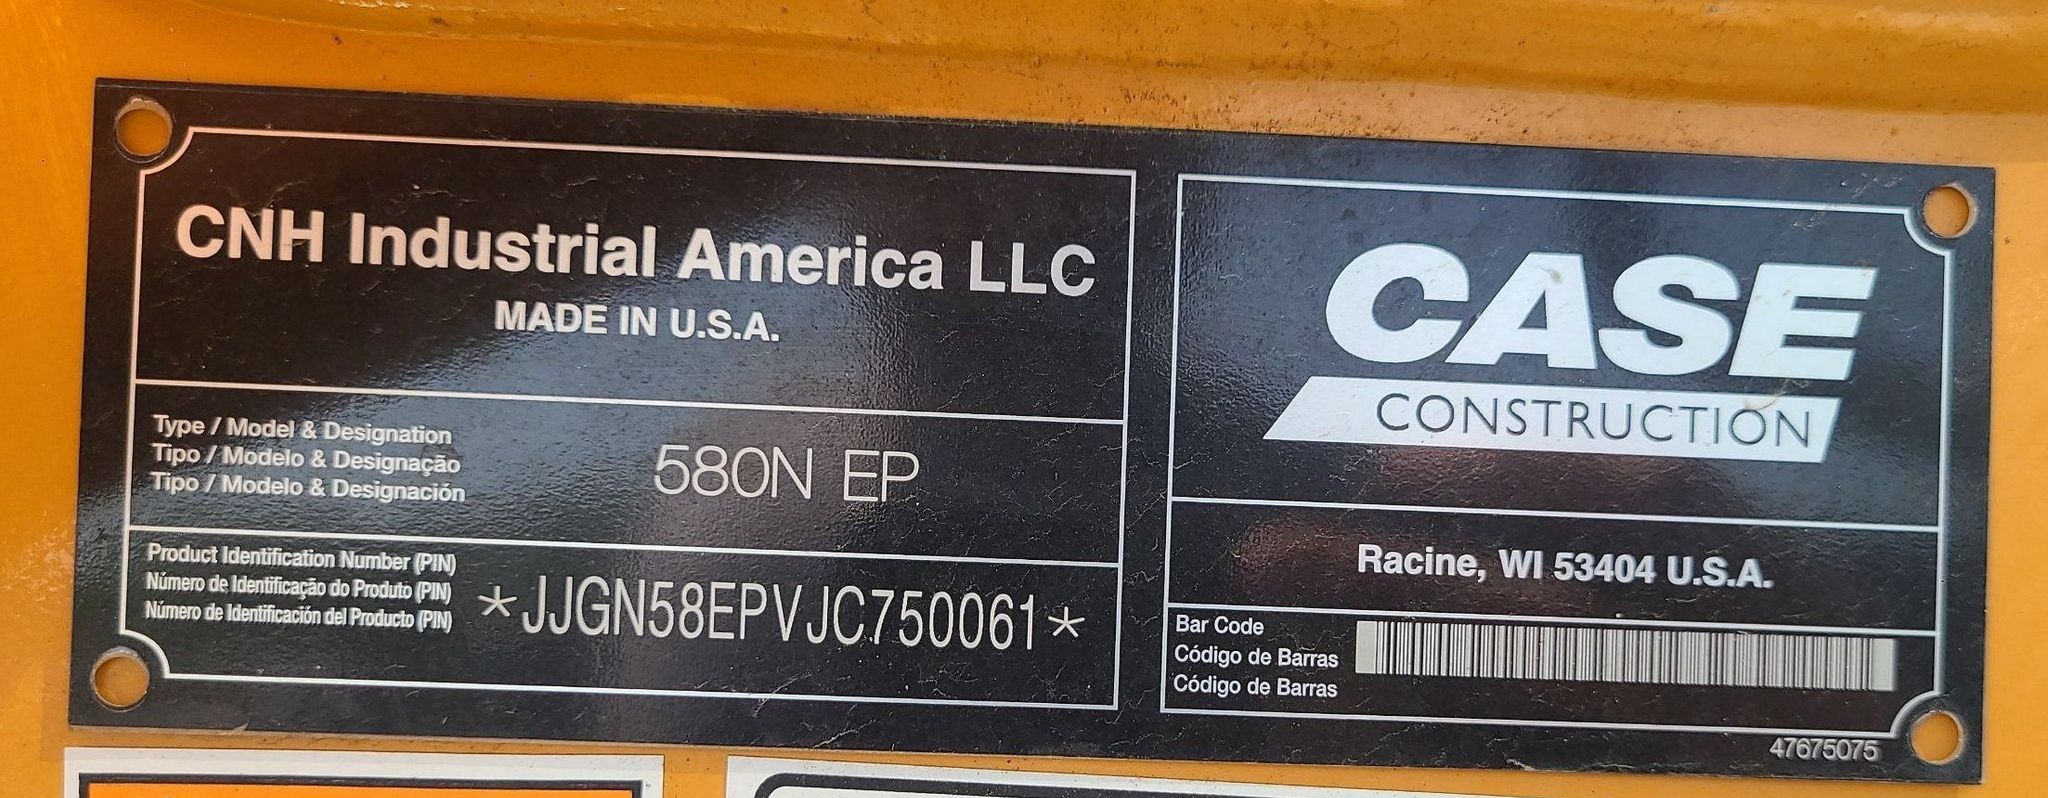 CNH Industrial America LLC
MADE IN U.S.A.
Type / Model & Designation
Tipo / Modelo & Designação
Tipo / Modelo & Designación
580N EP
Product Identification Number (PIN)
Número de Identificação do Produto (PIN)
Número de Identificación del Producto (PIN)
*JJGN58EPVJC750061*
CASE
CONSTRUCTION
Racine, WI 53404 U.S.A.
Bar Code
Código de Barras
Código de Barras
47675075